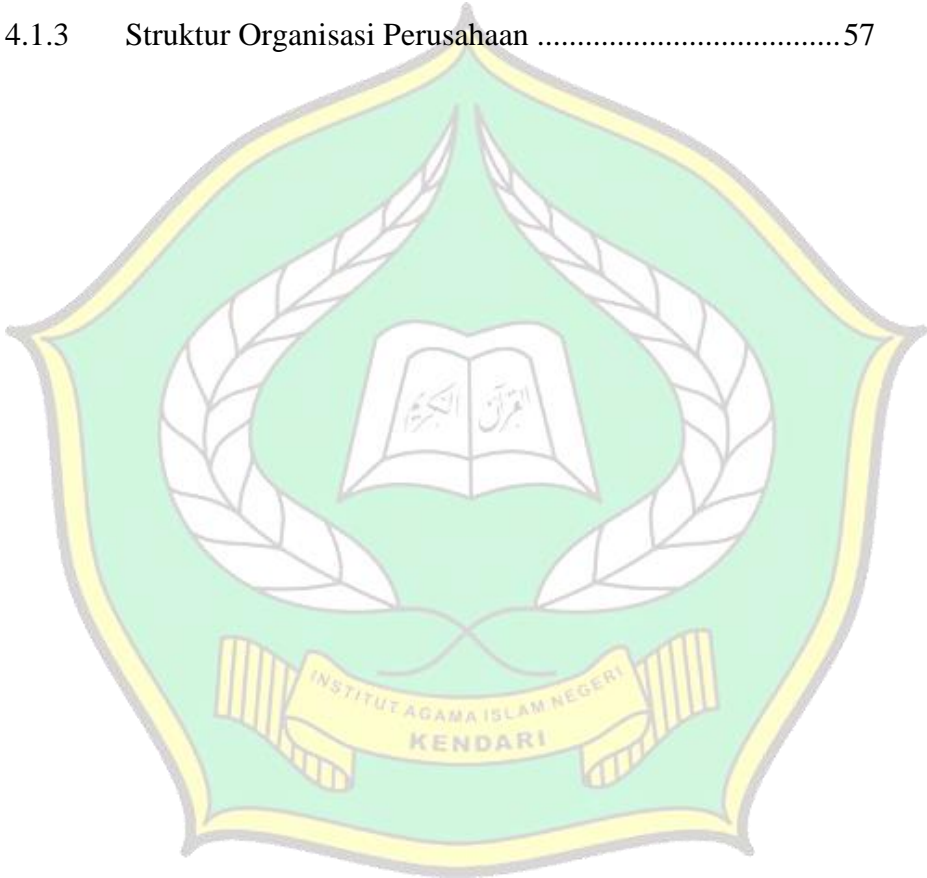 4.1.3 Struktur Organisasi Perusahaan ......................................57
القرآن الكريم
INSTITUT AGAMA ISLAM NEGERI
KENDARI